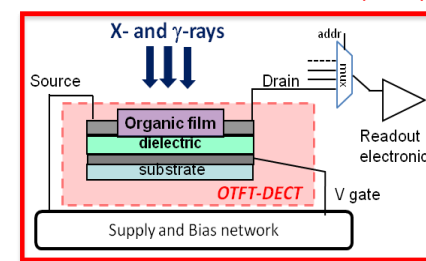 X- and γ-rays
addr
Source
Drain
mux
Organic film
dielectric
substrate
Readout
electronic
OTFT-DECT
V gate
Supply and Bias network